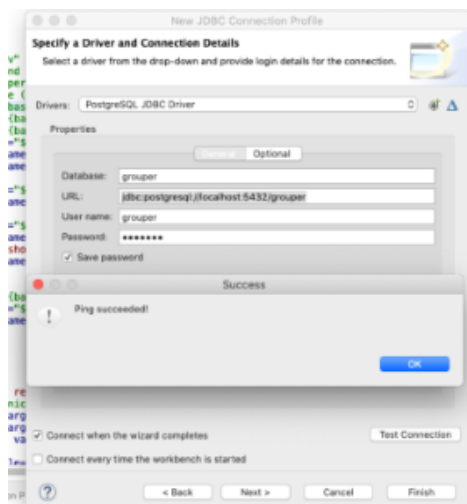 New JDBC Connection Profile
Specify a Driver and Connection Details
Select a driver from the drop-down and provide login details for the connection.
Drivers: PostgreSQL JDBC Driver
Properties
General Optional
Database: grouper
URL: jdbc:postgresql://localhost:5432/grouper
User name: grouper
Password: •••••••
Save password
Success
Ping succeeded!
OK
Connect when the wizard completes
Test Connection
Connect every time the workbench is started
< Back Next > Cancel Finish